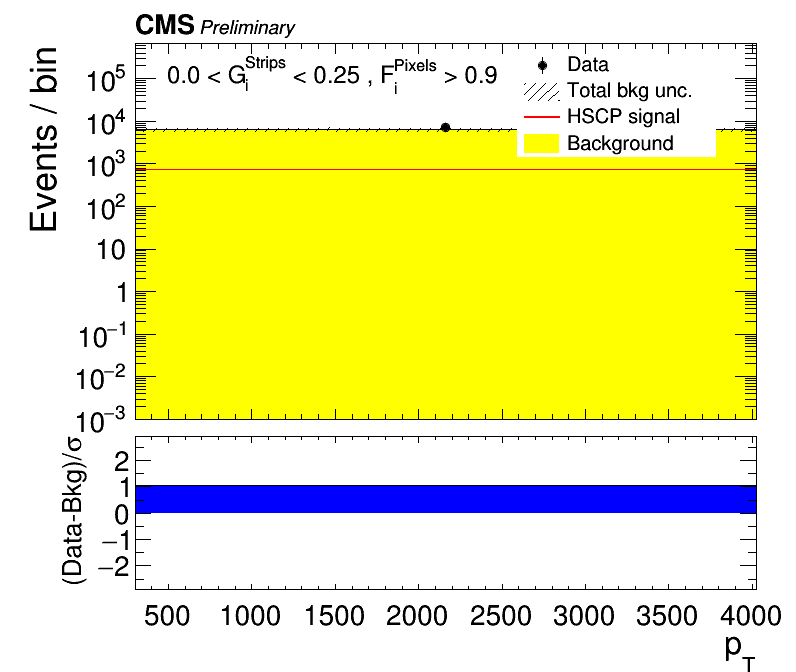 CMS Preliminary
Events / bin
0.0 < G_i^Strips < 0.25 , F_i^Pixels > 0.9
Data
Total bkg unc.
HSCP signal
Background
10^5
10^4
10^3
10^2
10
1
10^−1
10^−2
10^−3
(Data-Bkg)/σ
2
1
0
−1
−2
500 1000 1500 2000 2500 3000 3500 4000
p_T